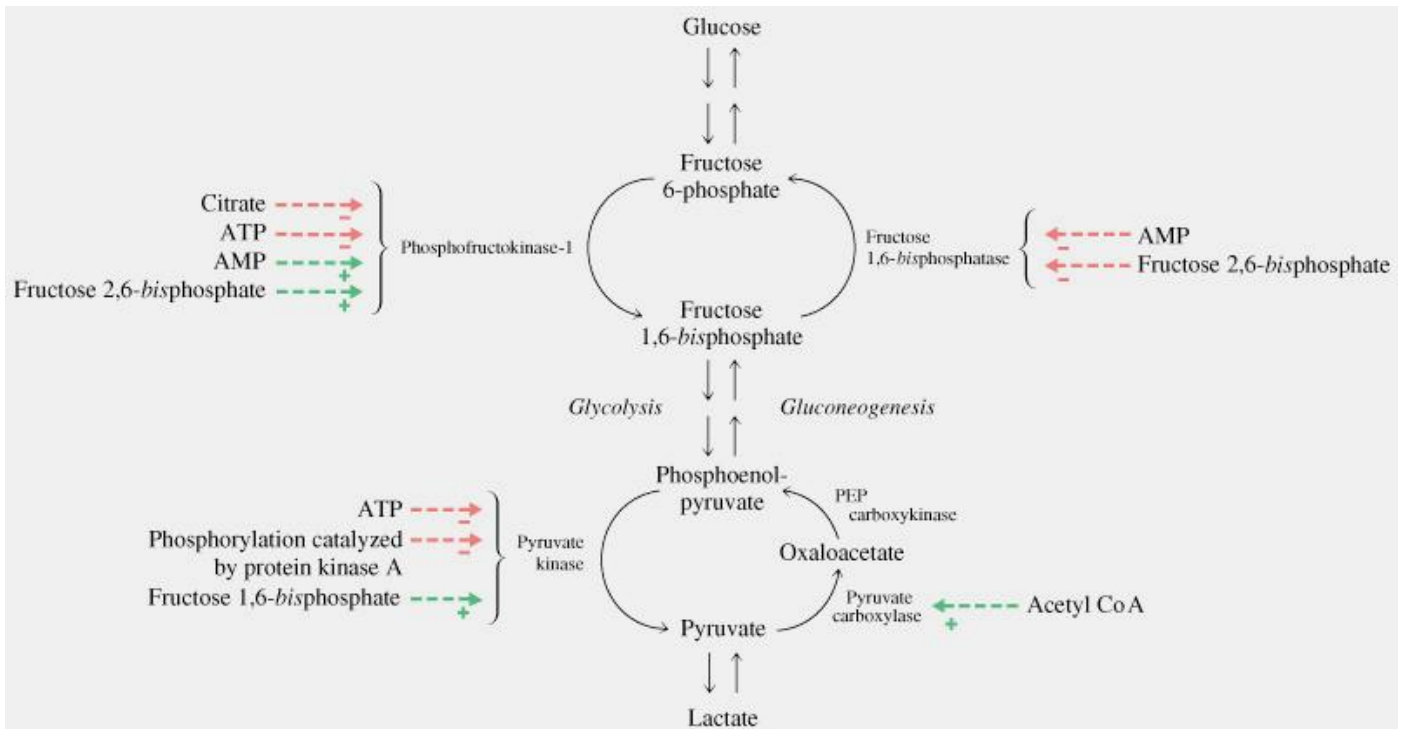 Glucose
Fructose
6-phosphate
Citrate
–
ATP
–
AMP
+
Fructose 2,6-bisphosphate
+
Phosphofructokinase-1
Fructose
1,6-bisphosphatase
AMP
–
Fructose 2,6-bisphosphate
–
Fructose
1,6-bisphosphate
Glycolysis
Gluconeogenesis
Phosphoenol-
pyruvate
ATP
–
Phosphorylation catalyzed
–
by protein kinase A
Fructose 1,6-bisphosphate
+
Pyruvate
kinase
PEP
carboxykinase
Oxaloacetate
Pyruvate
carboxylase
Acetyl CoA
+
Pyruvate
Lactate